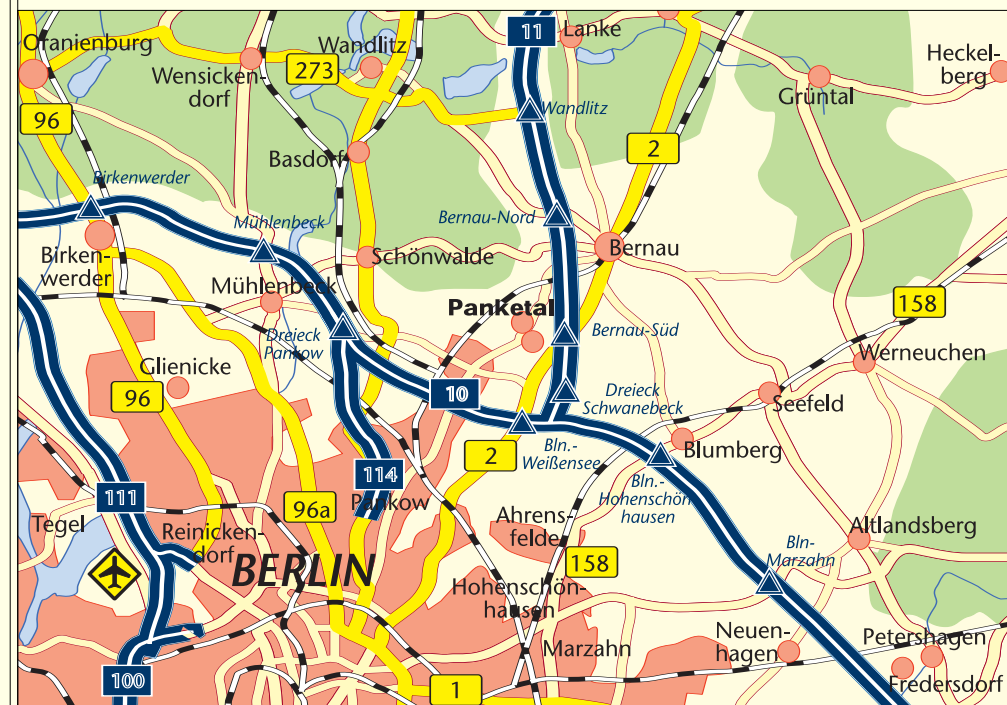 11
Lanke
Oranienburg
Wandlitz
Heckel-
berg
273
Wensicken-
dorf
Grüntal
Wandlitz
96
2
Basdorf
Birkenwerder
Mühlenbeck
Bernau-Nord
Birken-
werder
Schönwalde
Bernau
Mühlenbeck
158
Panketal
Dreieck
Pankow
Bernau-Süd
Werneuchen
Glienicke
96
10
Dreieck
Schwanebeck
Seefeld
2
Bln.-
Weißensee
Blumberg
114
Pankow
111
96a
Bln.-
Hohenschön
hausen
Tegel
Reinicken-
dorf
Ahrens-
felde
Altlandsberg
158
Bln-
Marzahn
BERLIN
Hohenschön-
hausen
Neuen-
hagen
Petershagen
Marzahn
100
1
Fredersdorf